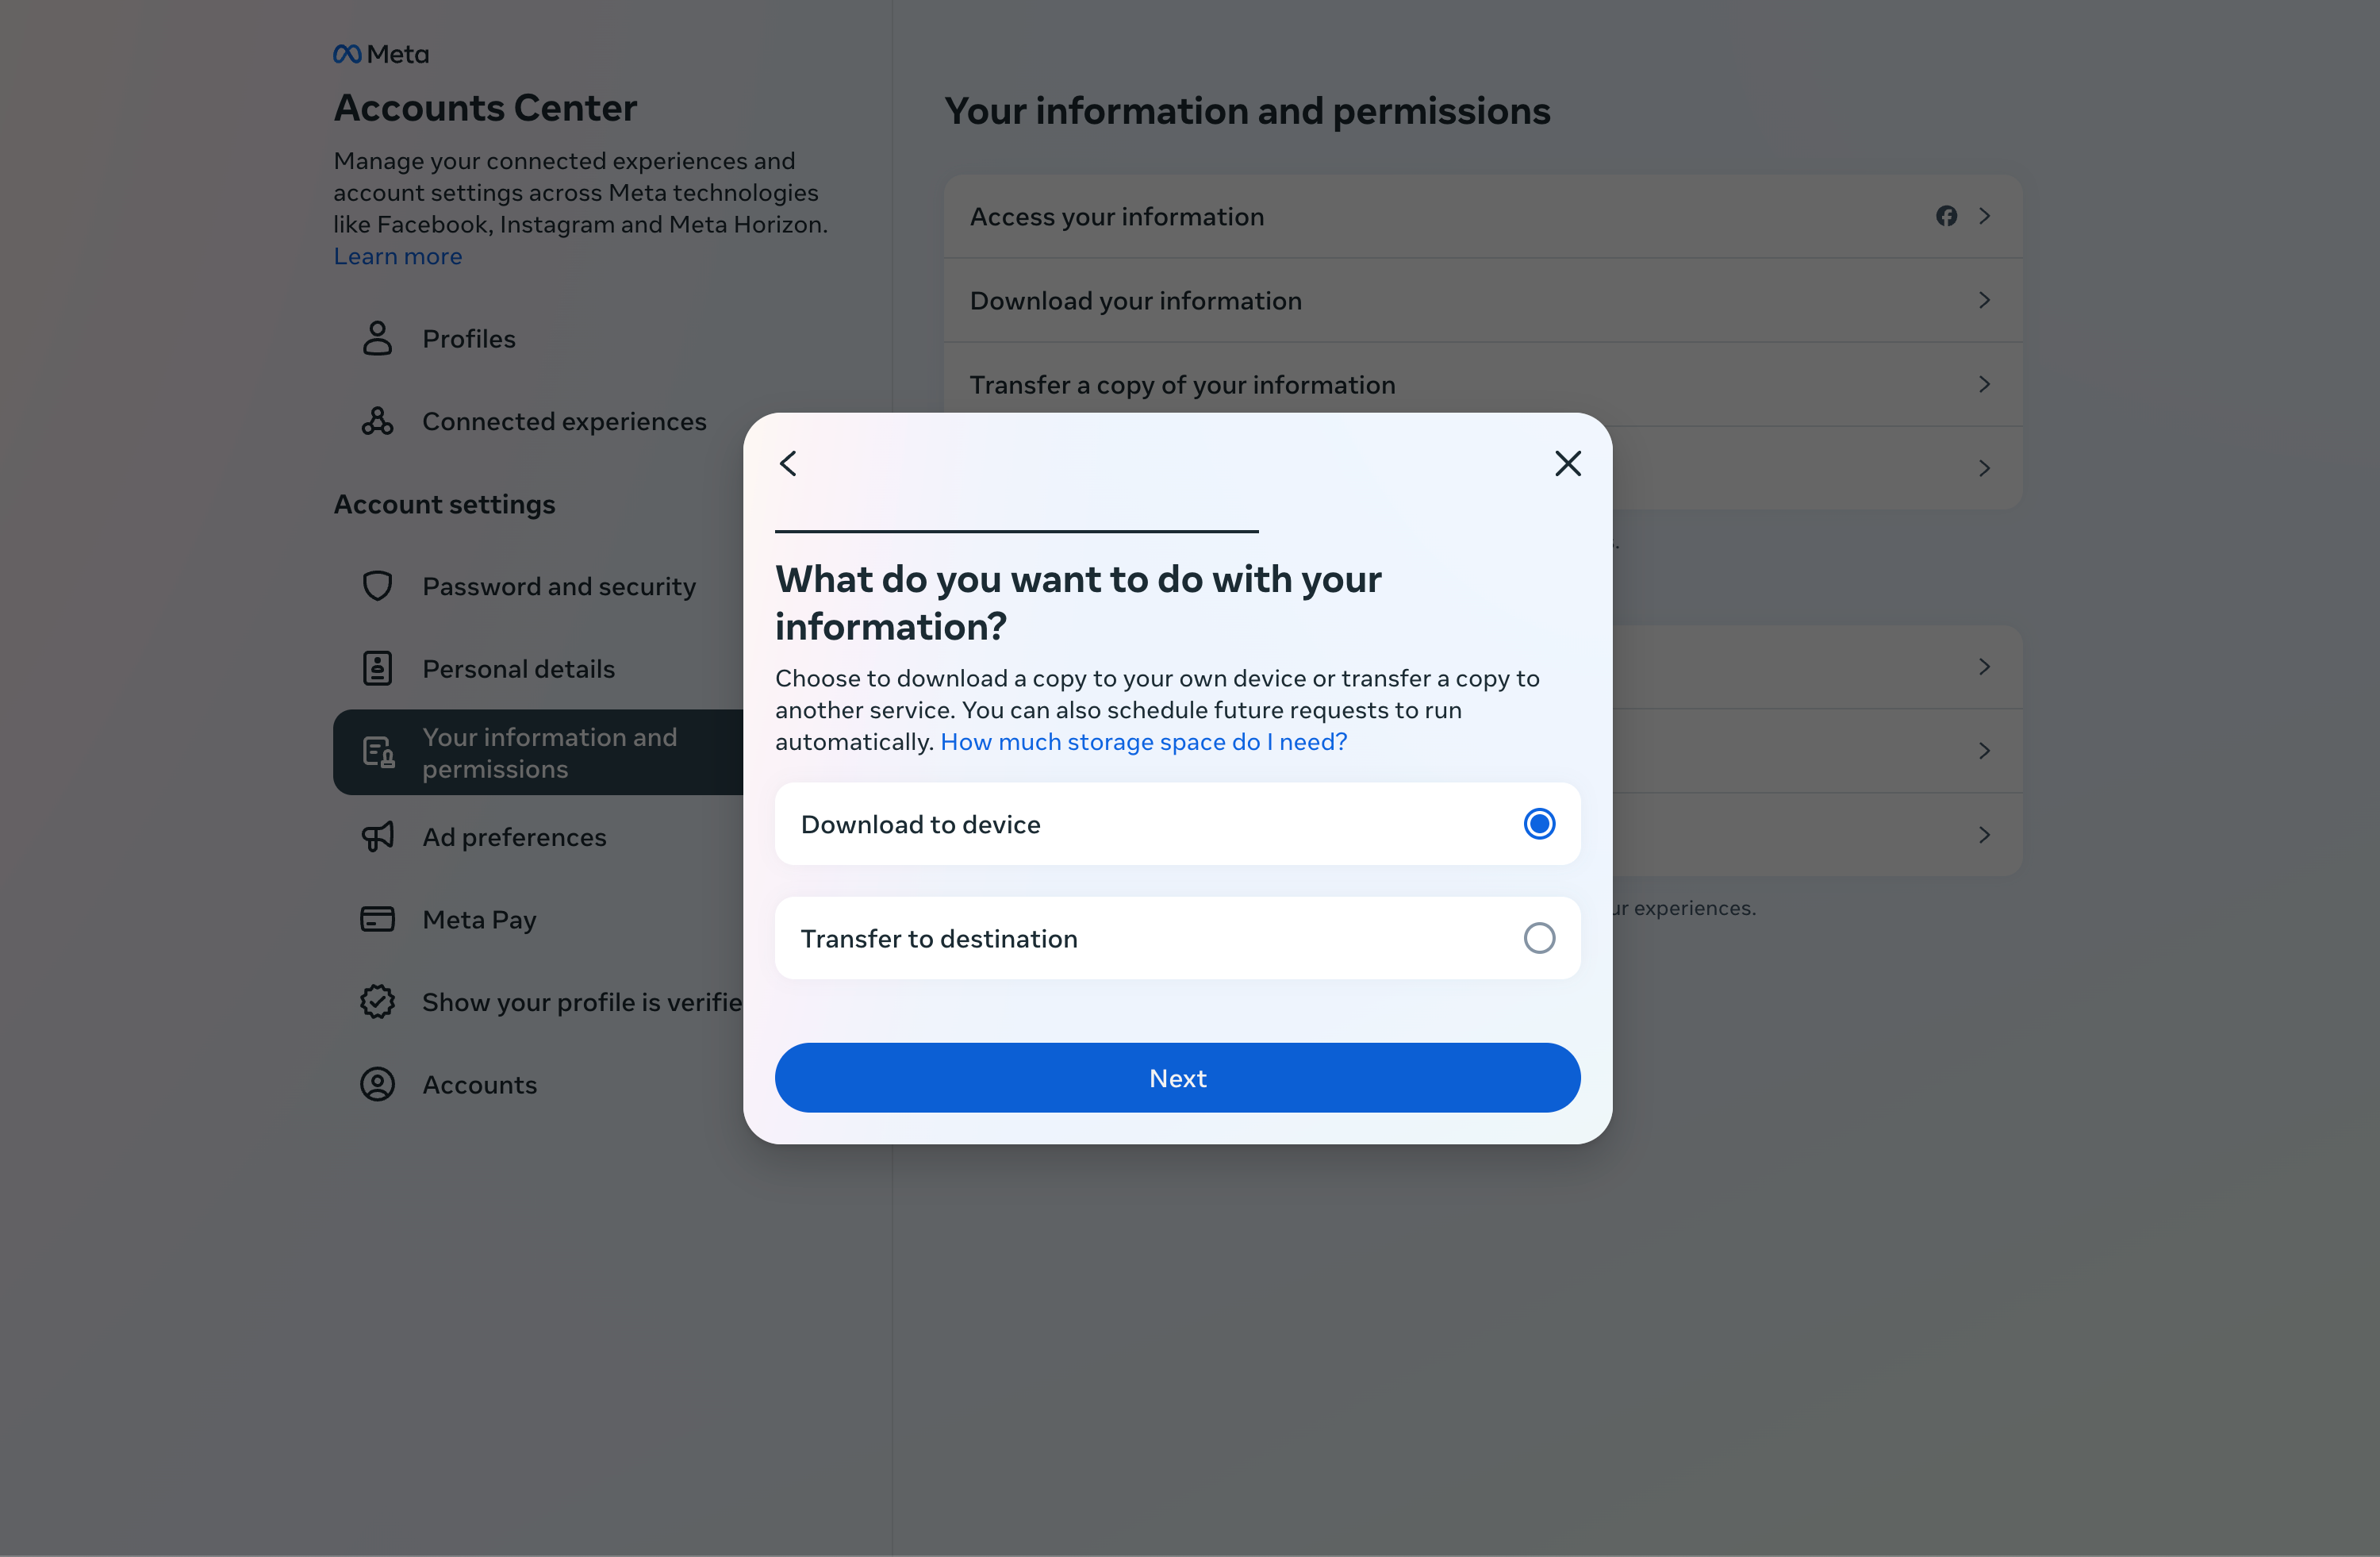 Meta
Accounts Center
Manage your connected experiences and
account settings across Meta technologies
like Facebook, Instagram and Meta Horizon.
Learn more
Profiles
Connected experiences
Account settings
Password and security
Personal details
Your information and
permissions
Ad preferences
Meta Pay
Show your profile is verifie
Accounts
Your information and permissions
Access your information
Download your information
Transfer a copy of your information
What do you want to do with your
information?
Choose to download a copy to your own device or transfer a copy to
another service. You can also schedule future requests to run
automatically. How much storage space do I need?
Download to device
Transfer to destination
Next
experiences.